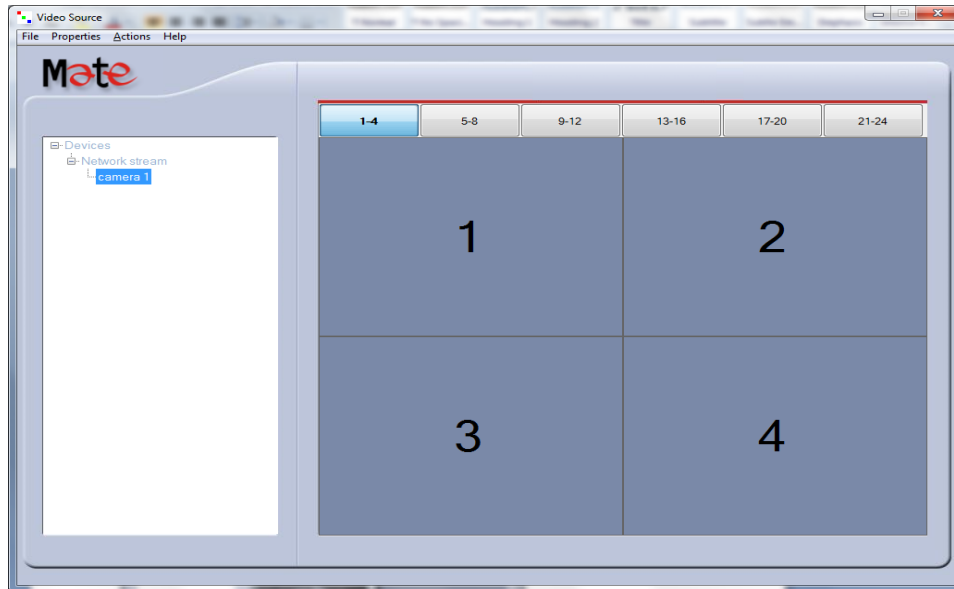 Video Source
File Properties Actions Help
Mate
1-4 5-8 9-12 13-16 17-20 21-24
Devices
Network stream
camera 1
1 2
3 4